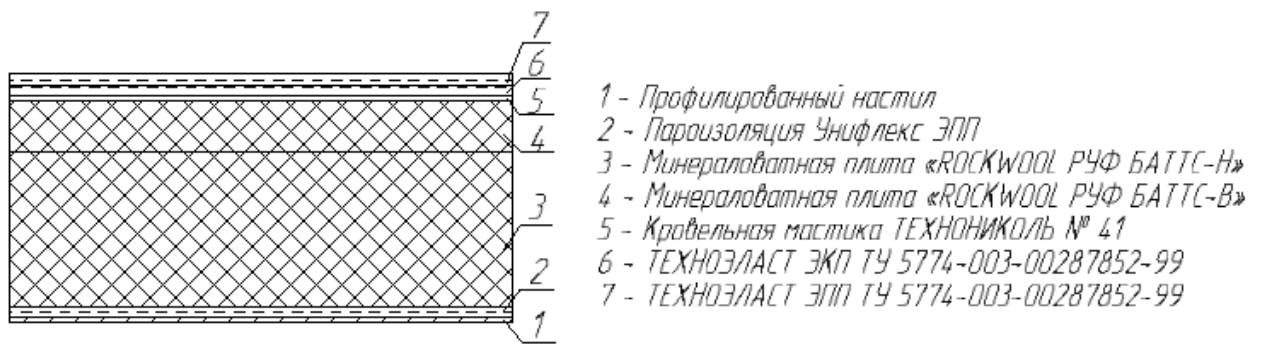 7
6
5
4
3
2
1
1 - Профилированный настил
2 - Пароизоляция Унифлекс ЭПП
3 - Минераловатная плита «ROCKWOOL РУФ БАТТС-Н»
4 - Минераловатная плита «ROCKWOOL РУФ БАТТС-В»
5 - Кровельная мастика ТЕХНОНИКОЛЬ № 41
6 - ТЕХНОЭЛАСТ ЭКП ТУ 5774-003-00287852-99
7 - ТЕХНОЭЛАСТ ЭПП ТУ 5774-003-00287852-99